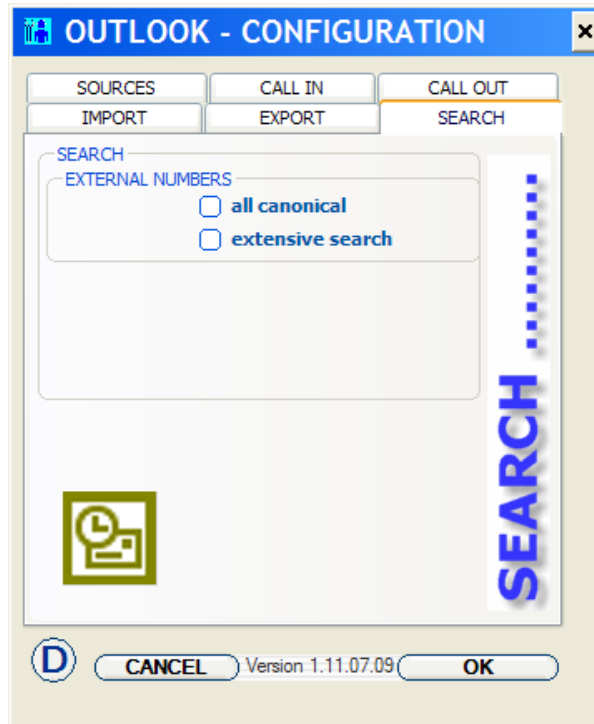 OUTLOOK - CONFIGURATION
SOURCES CALL IN CALL OUT
IMPORT EXPORT SEARCH
SEARCH
EXTERNAL NUMBERS
all canonical
extensive search
SEARCH ..........
D CANCEL Version 1.11.07.09 OK